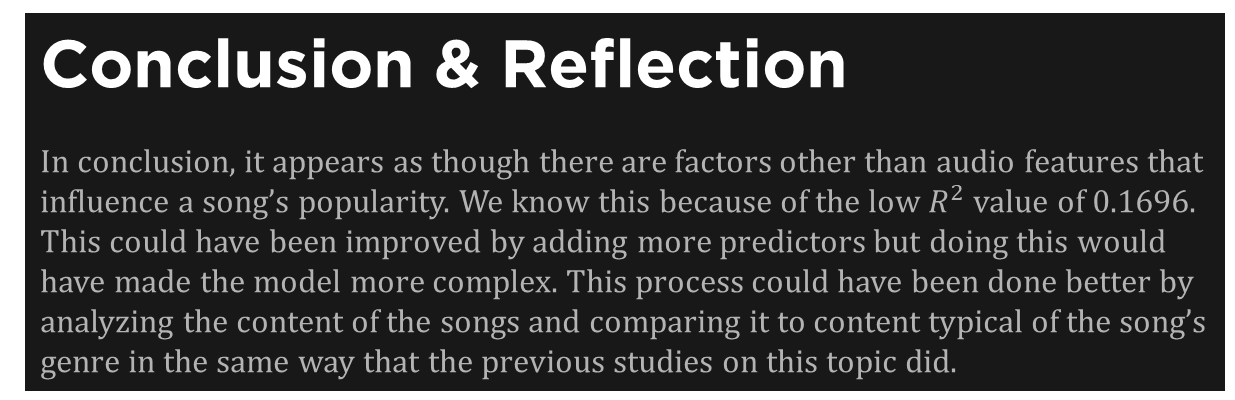 Conclusion & Reflection
In conclusion, it appears as though there are factors other than audio features that
influence a song’s popularity. We know this because of the low R² value of 0.1696.
This could have been improved by adding more predictors but doing this would
have made the model more complex. This process could have been done better by
analyzing the content of the songs and comparing it to content typical of the song’s
genre in the same way that the previous studies on this topic did.